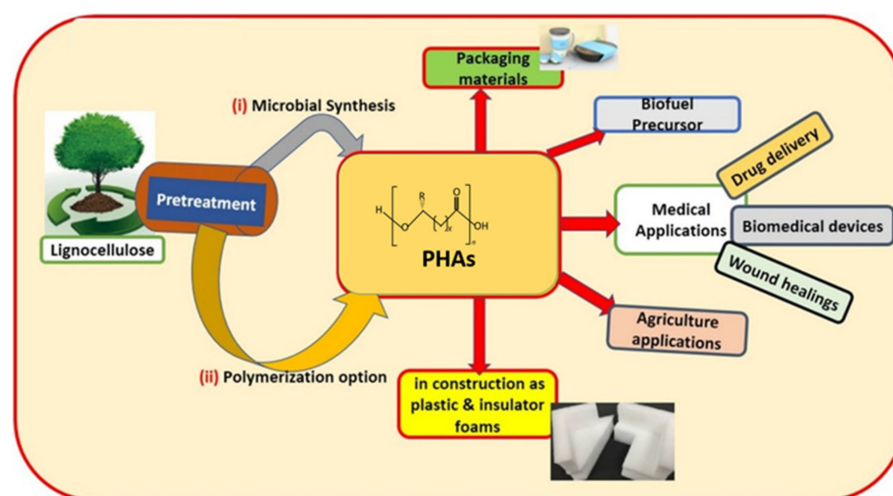 Packaging
materials
(i) Microbial Synthesis
Biofuel
Precursor
Drug delivery
Pretreatment
Lignocellulose
H
O
R
x
O
OH
n
PHAs
Medical
Applications
Biomedical devices
Wound healings
Agriculture
applications
(ii) Polymerization option
in construction as
plastic & insulator
foams